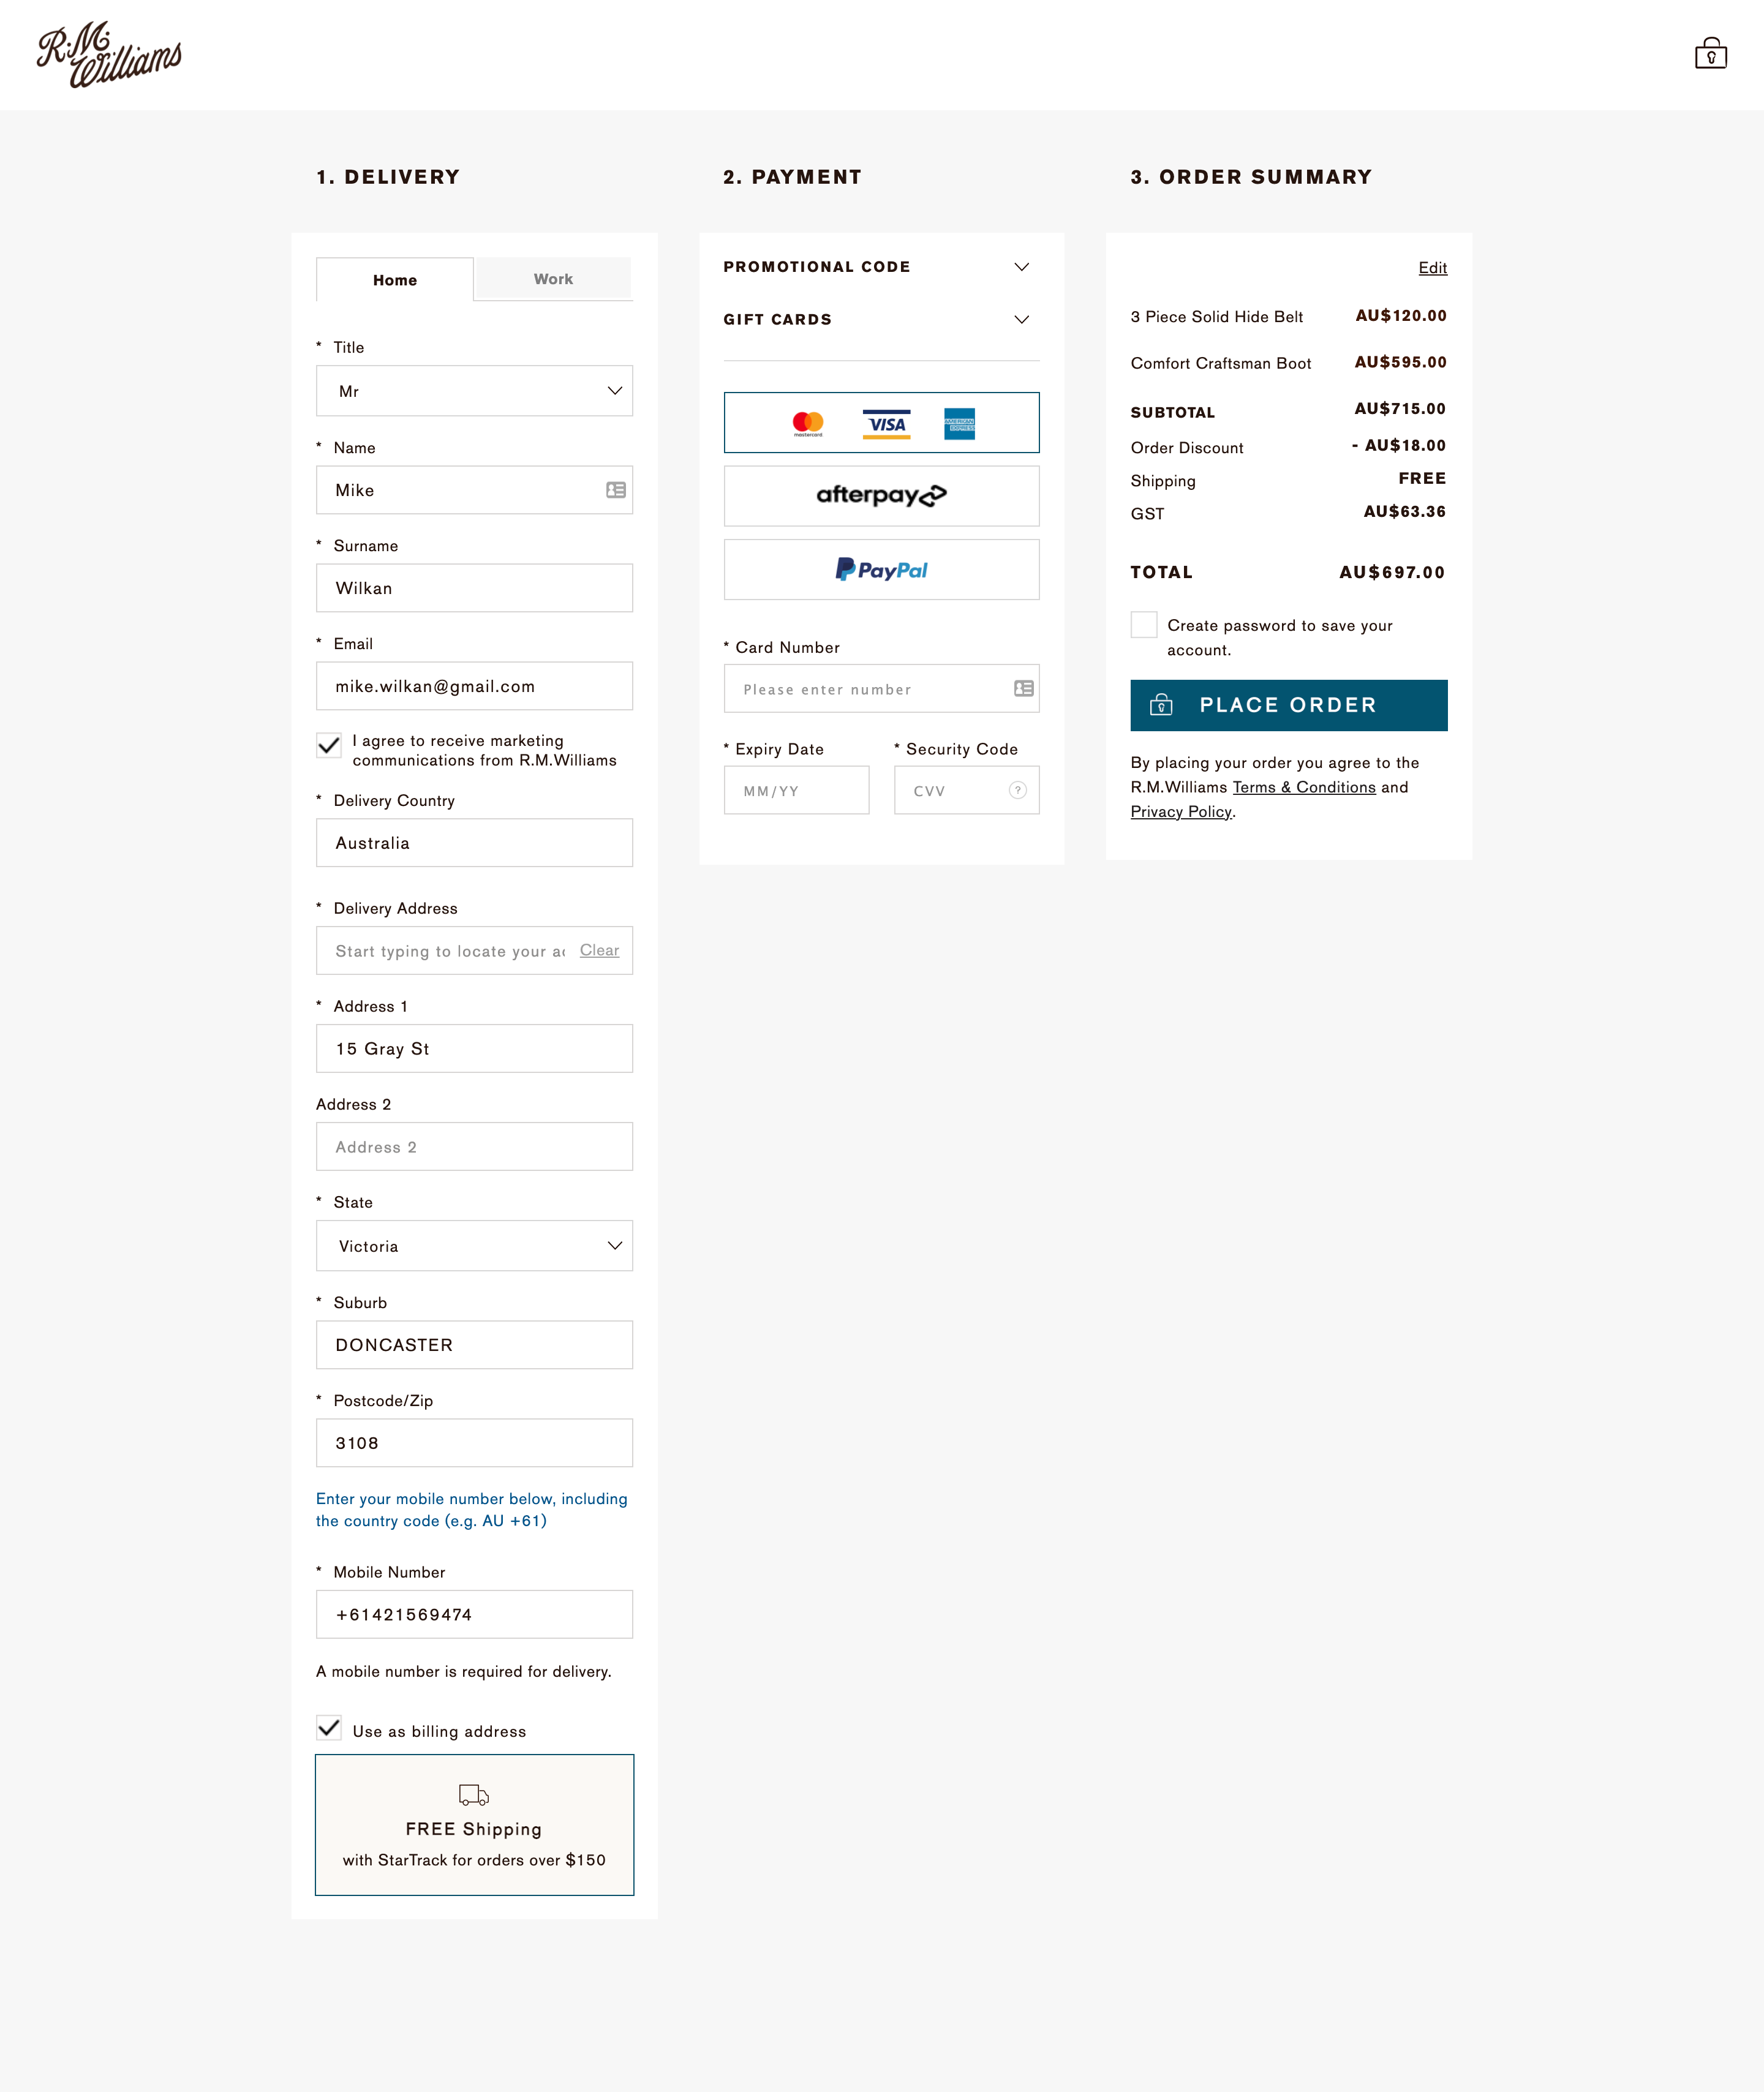 R.M.
Williams
1. DELIVERY
Home
Work
* Title
Mr
* Name
Mike
* Surname
Wilkan
* Email
mike.wilkan@gmail.com
I agree to receive marketing
communications from R.M.Williams
* Delivery Country
Australia
* Delivery Address
Start typing to locate your ac
Clear
* Address 1
15 Gray St
Address 2
Address 2
* State
Victoria
* Suburb
DONCASTER
* Postcode/Zip
3108
Enter your mobile number below, including
the country code (e.g. AU +61)
* Mobile Number
+61421569474
A mobile number is required for delivery.
Use as billing address
FREE Shipping
with StarTrack for orders over $150
2. PAYMENT
PROMOTIONAL CODE
GIFT CARDS
mastercard
VISA
AMERICAN
EXPRESS
afterpay
PayPal
* Card Number
Please enter number
* Expiry Date
* Security Code
MM/YY
CVV
?
3. ORDER SUMMARY
Edit
3 Piece Solid Hide Belt AU$120.00
Comfort Craftsman Boot AU$595.00
SUBTOTAL AU$715.00
Order Discount - AU$18.00
Shipping FREE
GST AU$63.36
TOTAL AU$697.00
Create password to save your
account.
PLACE ORDER
By placing your order you agree to the
R.M.Williams Terms & Conditions and
Privacy Policy.